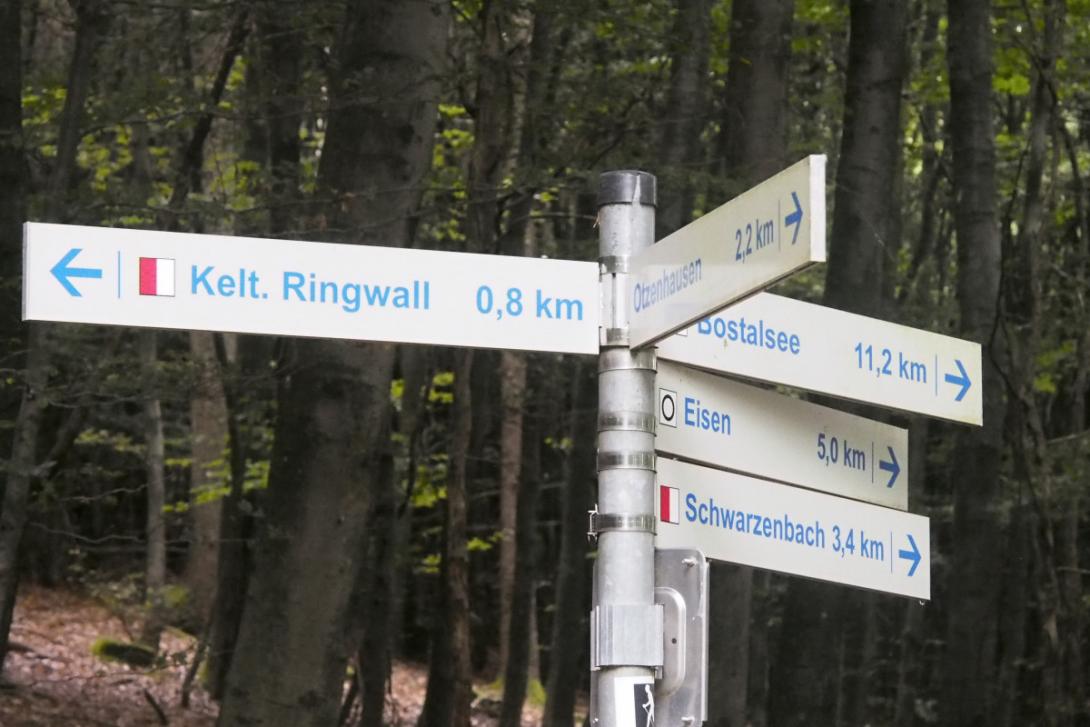 Kelt. Ringwall 0,8 km
Otzenhausen 2,2 km
Bostalsee 11,2 km
Eisen 5,0 km
Schwarzenbach 3,4 km